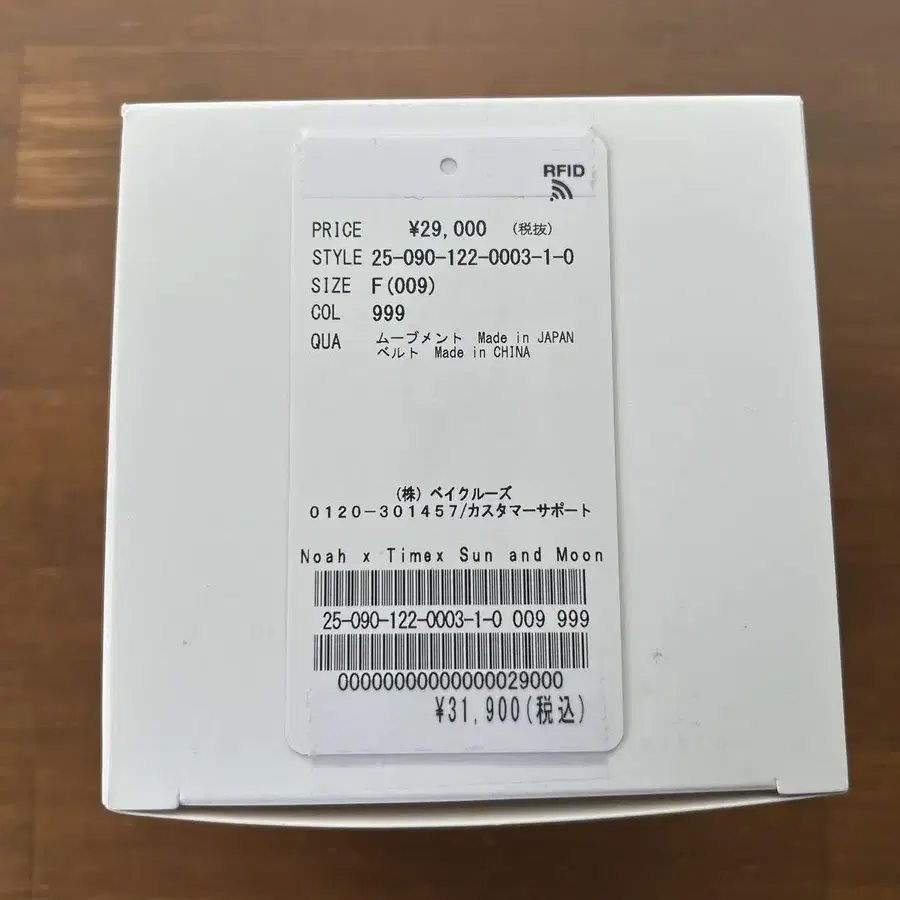 RFID
PRICE ¥29,000 (税抜)
STYLE 25-090-122-0003-1-0
SIZE F(009)
COL 999
QUA ムーブメント Made in JAPAN
ベルト Made in CHINA
(株) ベイクルーズ
0120-301457/カスタマーサポート
Noah x Timex Sun and Moon
25-090-122-0003-1-0 009 999
00000000000000029000
¥31,900(税込)